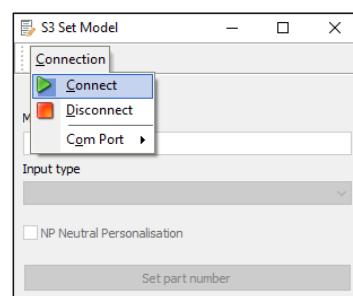 S3 Set Model
Connection
Connect
Disconnect
Com Port
Input type
NP Neutral Personalisation
Set part number